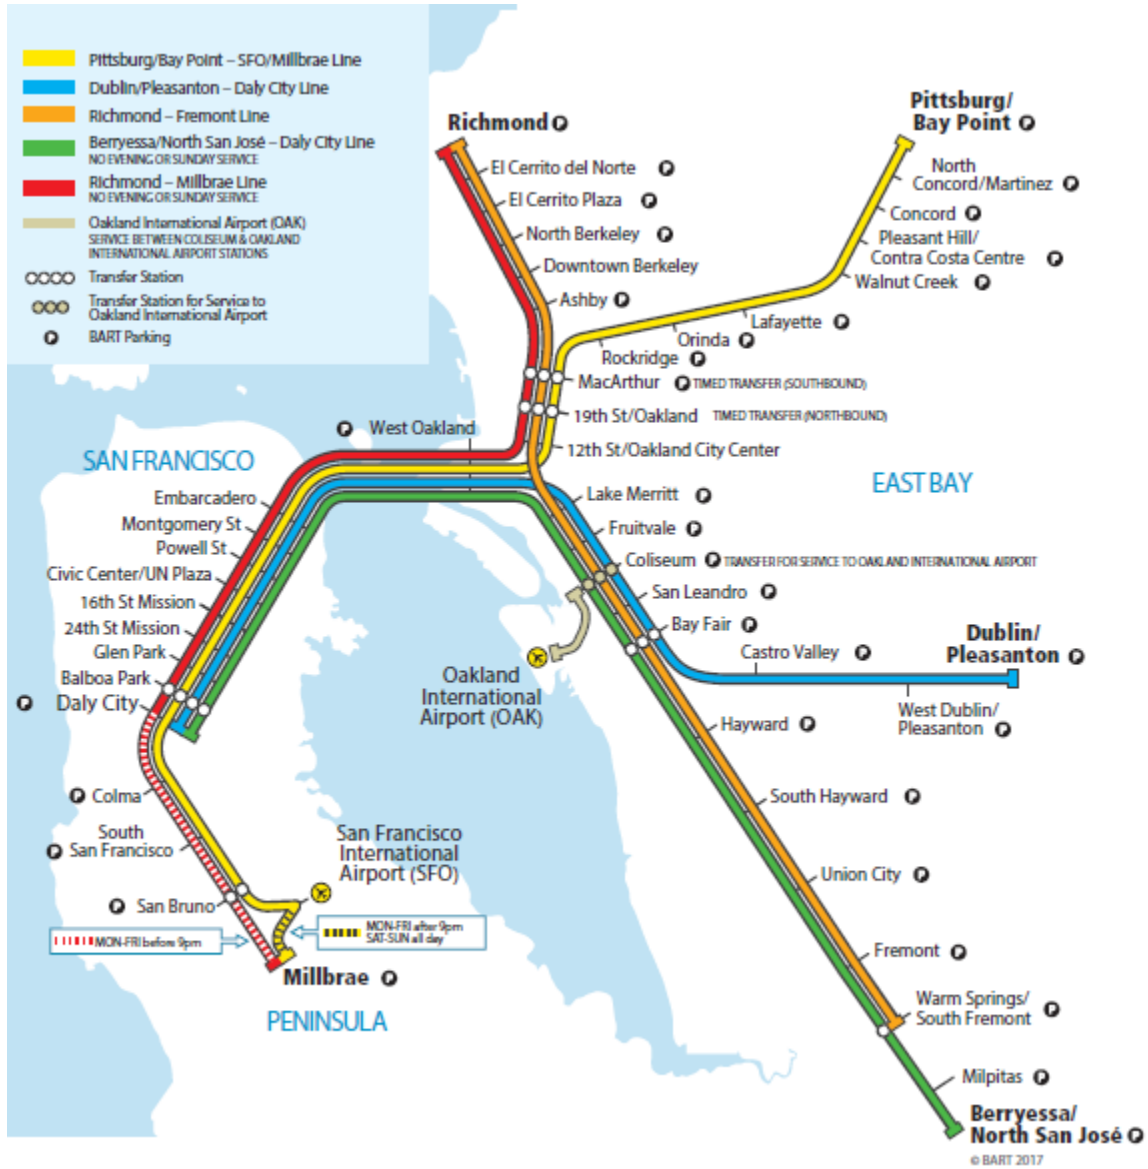 Pittsburg/Bay Point – SFO/Millbrae Line
Dublin/Pleasanton – Daly City Line
Richmond – Fremont Line
Berryessa/North San José – Daly City Line
NO EVENING OR SUNDAY SERVICE
Richmond – Millbrae Line
NO EVENING OR SUNDAY SERVICE
Oakland International Airport (OAK)
SERVICE BETWEEN COLISEUM & OAKLAND
INTERNATIONAL AIRPORT STATIONS
Transfer Station
Transfer Station for Service to
Oakland International Airport
P BART Parking
Richmond P
El Cerrito del Norte P
El Cerrito Plaza P
North Berkeley P
Downtown Berkeley
Ashby P
Pittsburg/
Bay Point P
North
Concord/Martinez P
Concord P
Pleasant Hill/
Contra Costa Centre P
Walnut Creek P
Lafayette P
Orinda P
Rockridge P
MacArthur P TIMED TRANSFER (SOUTHBOUND)
19th St/Oakland TIMED TRANSFER (NORTHBOUND)
12th St/Oakland City Center
P West Oakland
SAN FRANCISCO
EAST BAY
Embarcadero
Montgomery St
Powell St
Civic Center/UN Plaza
16th St Mission
24th St Mission
Glen Park
Balboa Park
P Daly City
P Colma
South
P San Francisco
P San Bruno
San Francisco
International
Airport (SFO)
MON-FRI before 9pm
MON-FRI after 9pm
SAT-SUN all day
Millbrae P
PENINSULA
Lake Merritt P
Fruitvale P
Coliseum P TRANSFER FOR SERVICE TO OAKLAND INTERNATIONAL AIRPORT
San Leandro P
Bay Fair P
Oakland
International
Airport (OAK)
Castro Valley P
Dublin/
Pleasanton P
West Dublin/
Pleasanton P
Hayward P
South Hayward P
Union City P
Fremont P
Warm Springs/
South Fremont P
Milpitas P
Berryessa/
North San José P
© BART 2017